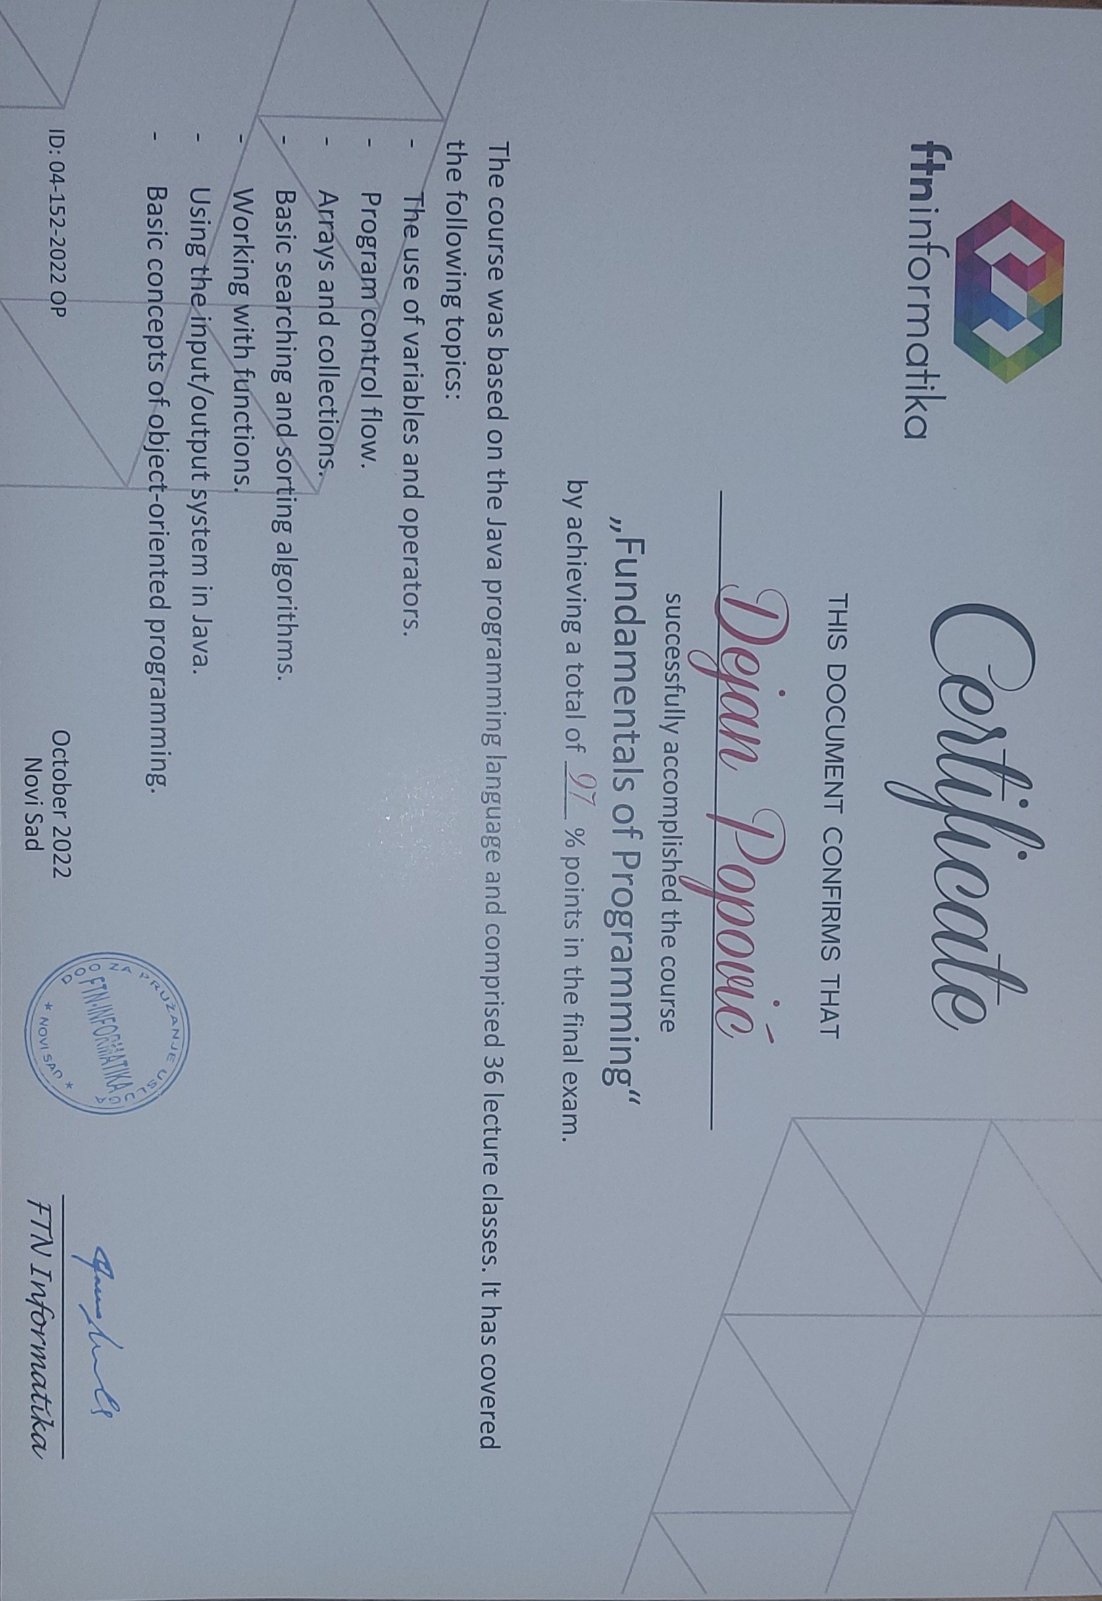 ftninformatika
Certificate
THIS DOCUMENT CONFIRMS THAT
Dejan Popović
successfully accomplished the course
„Fundamentals of Programming“
by achieving a total of 97 % points in the final exam.
The course was based on the Java programming language and comprised 36 lecture classes. It has covered
the following topics:
- The use of variables and operators.
- Program control flow.
- Arrays and collections.
- Basic searching and sorting algorithms.
- Working with functions.
- Using the input/output system in Java.
- Basic concepts of object-oriented programming.
ID: 04-152-2022 OP
October 2022
Novi Sad
DOO ZA PRUŽANJE USLUGA
FTN-INFORMATIKA
* NOVI SAD *
FTN Informatika